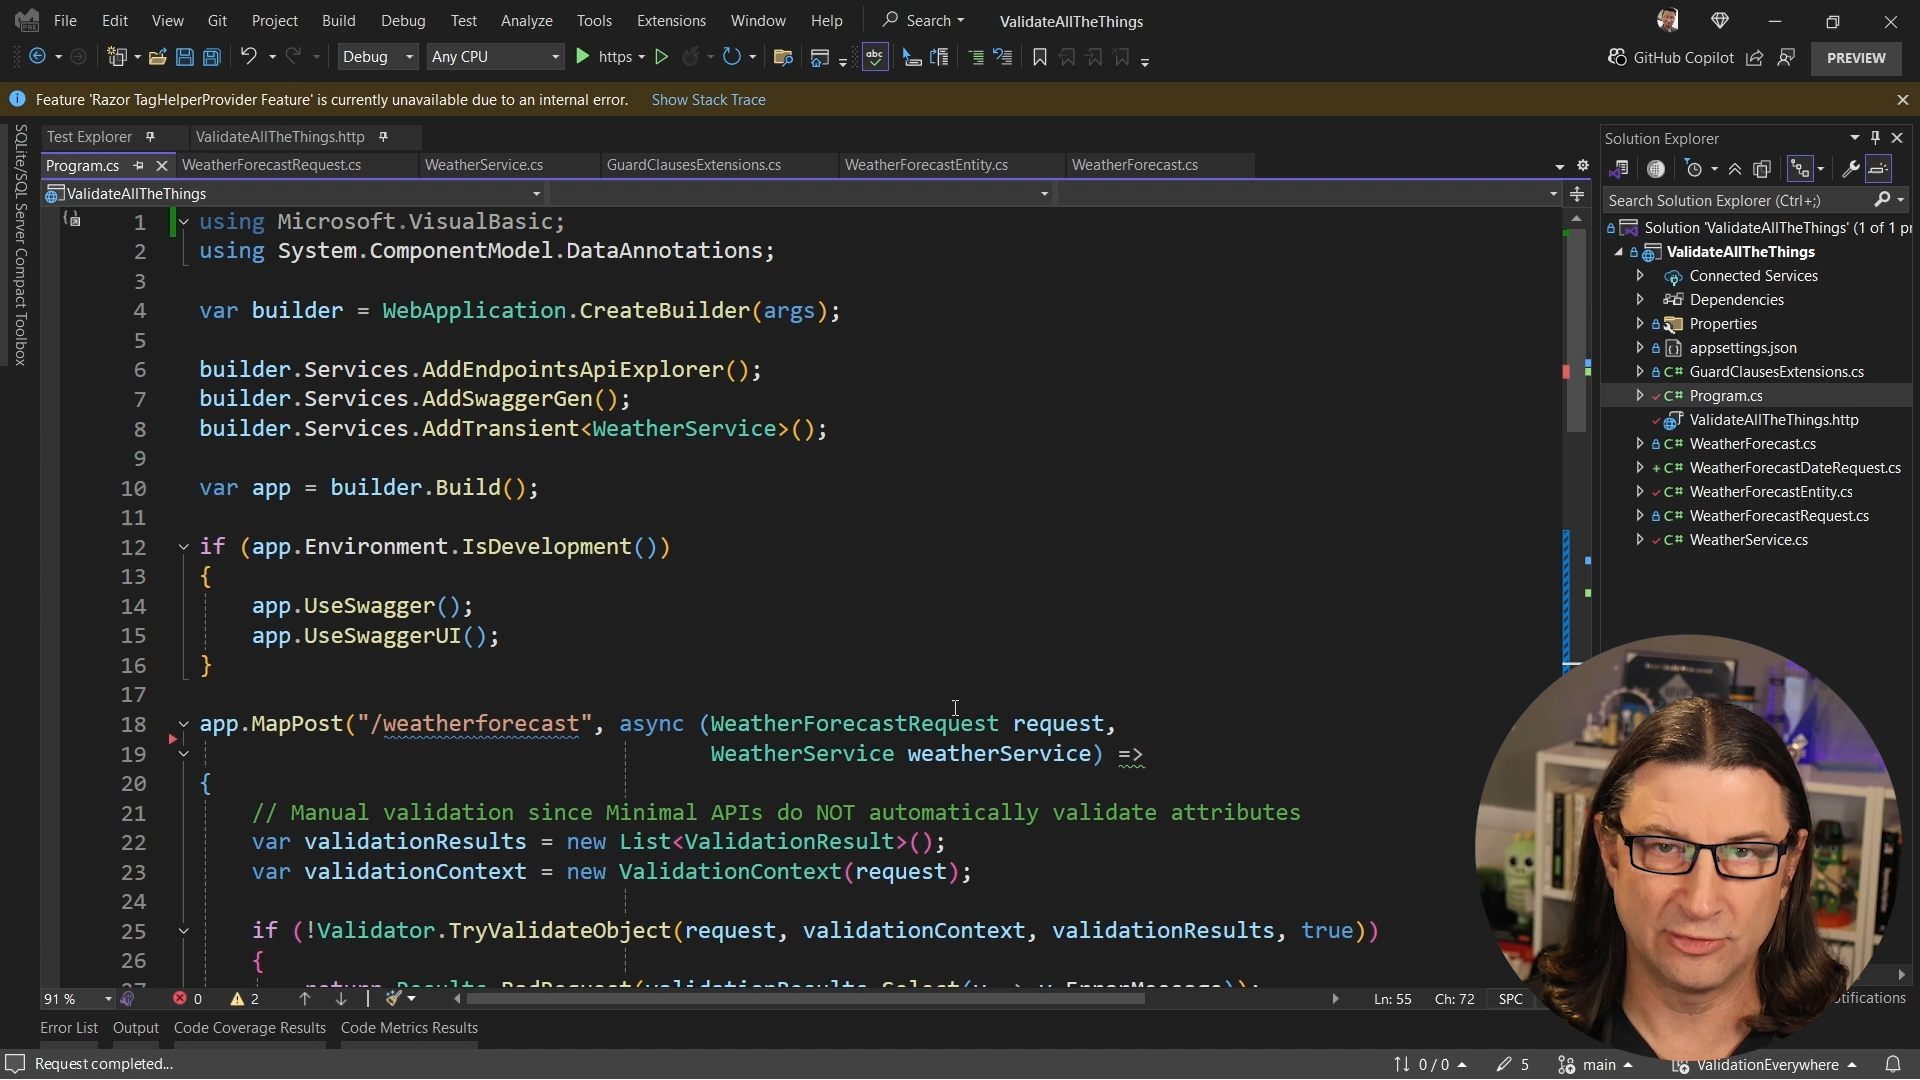 File Edit View Git Project Build Debug Test Analyze Tools Extensions Window Help Search ValidateAllTheThings
Debug Any CPU https abc GitHub Copilot PREVIEW
Feature 'Razor TagHelperProvider Feature' is currently unavailable due to an internal error. Show Stack Trace
SQLite/SQL Server Compact Toolbox
Test Explorer ValidateAllTheThings.http
Program.cs WeatherForecastRequest.cs WeatherService.cs GuardClausesExtensions.cs WeatherForecastEntity.cs WeatherForecast.cs
ValidateAllTheThings
1 using Microsoft.VisualBasic;
2 using System.ComponentModel.DataAnnotations;
3
4 var builder = WebApplication.CreateBuilder(args);
5
6 builder.Services.AddEndpointsApiExplorer();
7 builder.Services.AddSwaggerGen();
8 builder.Services.AddTransient<WeatherService>();
9
10 var app = builder.Build();
11
12 if (app.Environment.IsDevelopment())
13 {
14 app.UseSwagger();
15 app.UseSwaggerUI();
16 }
17
18 app.MapPost("/weatherforecast", async (WeatherForecastRequest request,
19 WeatherService weatherService) =>
20 {
21 // Manual validation since Minimal APIs do NOT automatically validate attributes
22 var validationResults = new List<ValidationResult>();
23 var validationContext = new ValidationContext(request);
24
25 if (!Validator.TryValidateObject(request, validationContext, validationResults, true))
26 {
Solution Explorer
Search Solution Explorer (Ctrl+;)
Solution 'ValidateAllTheThings' (1 of 1 pr
ValidateAllTheThings
Connected Services
Dependencies
Properties
appsettings.json
GuardClausesExtensions.cs
Program.cs
ValidateAllTheThings.http
WeatherForecast.cs
WeatherForecastDateRequest.cs
WeatherForecastEntity.cs
WeatherForecastRequest.cs
WeatherService.cs
91 % 0 2 Ln: 55 Ch: 72 SPC
Error List Output Code Coverage Results Code Metrics Results
Request completed... 0 / 0 5 main ValidationEverywhere